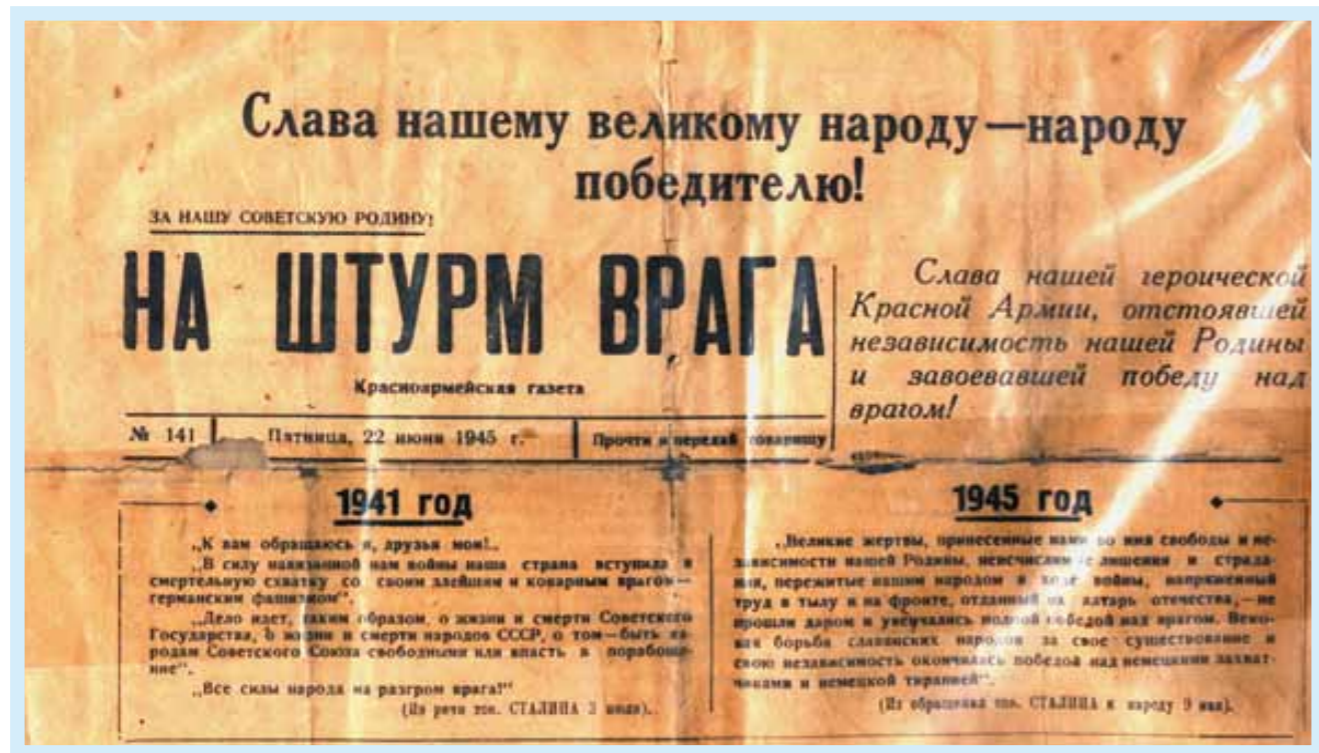 Слава нашему великому народу—народу
победителю!
ЗА НАШУ СОВЕТСКУЮ РОДИНУ!
НА ШТУРМ ВРАГА
Красноармейская газета
№ 141
Пятница, 22 июня 1945 г.
Прочти и передай товарищу
Слава нашей героической
Красной Армии, отстоявшей
независимость нашей Родины
и завоевавшей победу над
врагом!
1941 год
„К вам обращаюсь я, друзья мои!..
„В силу навязанной нам войны наша страна вступила в
смертельную схватку со своим злейшим и коварным врагом—
германским фашизмом".
„Дело идет, таким образом, о жизни и смерти Советского
Государства, о жизни и смерти народов СССР, о том—быть на-
родам Советского Союза свободными или впасть в порабоще-
ние".
„Все силы народа на разгром врага!"
(Из речи тов. СТАЛИНА 3 июля).
1945 год
„Великие жертвы, принесенные нами во имя свободы и не-
зависимости нашей Родины, неисчислимые лишения и страда-
ния, пережитые нашим народом в ходе войны, напряженный
труд в тылу и на фронте, отданный на алтарь отечества,—не
прошли даром и увенчались полной победой над врагом. Веко-
вая борьба славянских народов за свое существование и
свою независимость окончилась победой над немецкими захват-
чиками и немецкой тиранией".
(Из обращения тов. СТАЛИНА к народу 9 мая).